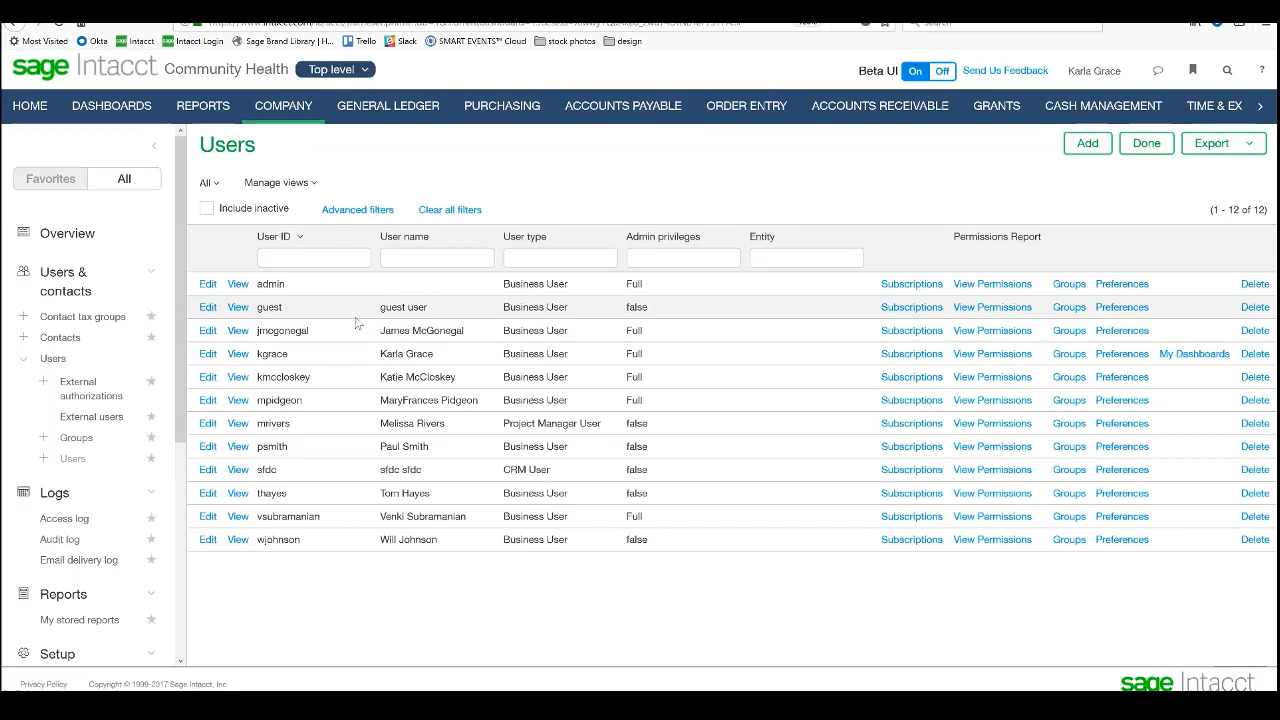 Most Visited Okta Intacct Intacct Login Sage Brand Library | H... Trello Slack SMART EVENTS™ Cloud stock photos design
sage Intacct Community Health Top level Beta UI On Off Send Us Feedback Karla Grace ?
HOME DASHBOARDS REPORTS COMPANY GENERAL LEDGER PURCHASING ACCOUNTS PAYABLE ORDER ENTRY ACCOUNTS RECEIVABLE GRANTS CASH MANAGEMENT TIME & EX
Favorites All
Overview
Users &
contacts
Contact tax groups
Contacts
Users
External
authorizations
External users
Groups
Users
Logs
Access log
Audit log
Email delivery log
Reports
My stored reports
Setup
Users Add Done Export
All Manage views
Include inactive Advanced filters Clear all filters (1 - 12 of 12)
User ID User name User type Admin privileges Entity Permissions Report
Edit View admin Business User Full Subscriptions View Permissions Groups Preferences Delete
Edit View guest guest user Business User false Subscriptions View Permissions Groups Preferences Delete
Edit View jmcgonegal James McGonegal Business User Full Subscriptions View Permissions Groups Preferences Delete
Edit View kgrace Karla Grace Business User Full Subscriptions View Permissions Groups Preferences My Dashboards Delete
Edit View kmccloskey Katie McCloskey Business User Full Subscriptions View Permissions Groups Preferences Delete
Edit View mpidgeon MaryFrances Pidgeon Business User Full Subscriptions View Permissions Groups Preferences Delete
Edit View mrivers Melissa Rivers Project Manager User false Subscriptions View Permissions Groups Preferences Delete
Edit View psmith Paul Smith Business User false Subscriptions View Permissions Groups Preferences Delete
Edit View sfdc sfdc sfdc CRM User false Subscriptions View Permissions Groups Preferences Delete
Edit View thayes Tom Hayes Business User false Subscriptions View Permissions Groups Preferences Delete
Edit View vsubramanian Venki Subramanian Business User Full Subscriptions View Permissions Groups Preferences Delete
Edit View wjohnson Will Johnson Business User false Subscriptions View Permissions Groups Preferences Delete
Privacy Policy Copyright © 1999-2017 Sage Intacct, Inc. sage Intacct